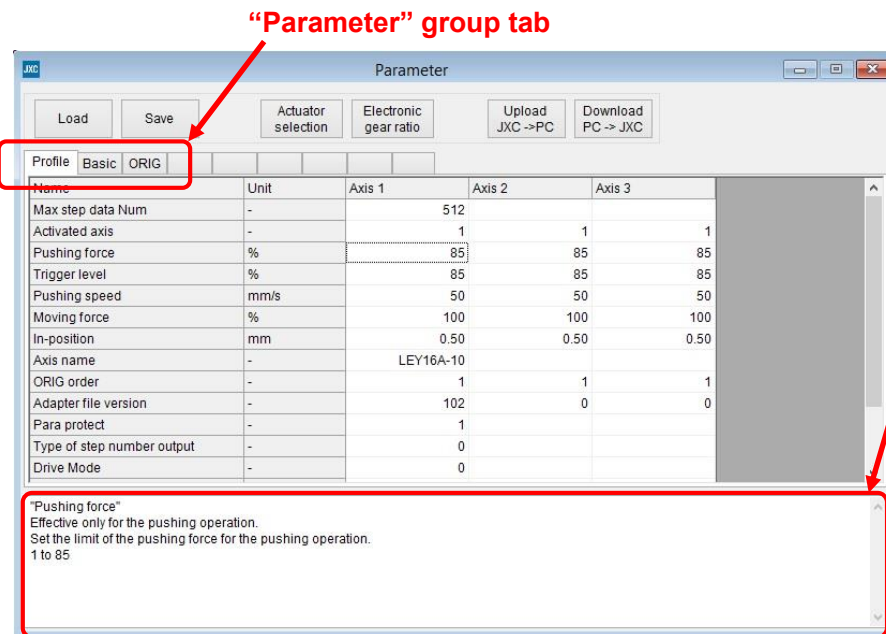 “Parameter” group tab
JXC
Parameter
Load Save Actuator selection Electronic gear ratio Upload JXC ->PC Download PC -> JXC
Profile Basic ORIG
Name Unit Axis 1 Axis 2 Axis 3
Max step data Num - 512
Activated axis - 1 1 1
Pushing force % 85 85 85
Trigger level % 85 85 85
Pushing speed mm/s 50 50 50
Moving force % 100 100 100
In-position mm 0.50 0.50 0.50
Axis name - LEY16A-10
ORIG order - 1 1 1
Adapter file version - 102 0 0
Para protect - 1
Type of step number output - 0
Drive Mode - 0
"Pushing force"
Effective only for the pushing operation.
Set the limit of the pushing force for the pushing operation.
1 to 85